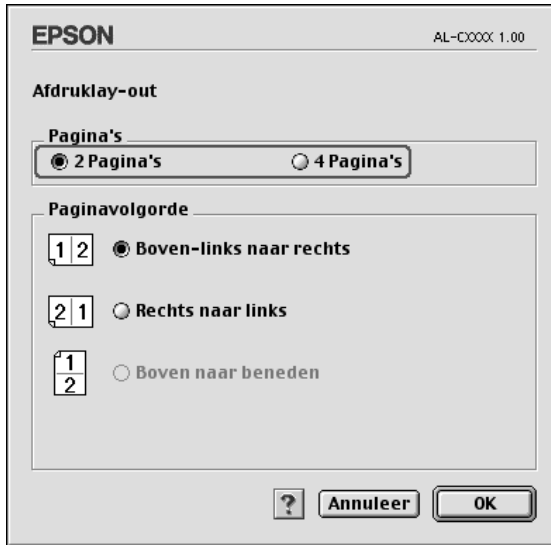 EPSON AL-CXXXX 1.00
Afdruklay-out
Pagina's
2 Pagina's 4 Pagina's
Paginavolgorde
1 2 Boven-links naar rechts
2 1 Rechts naar links
1
2 Boven naar beneden
? Annuleer OK